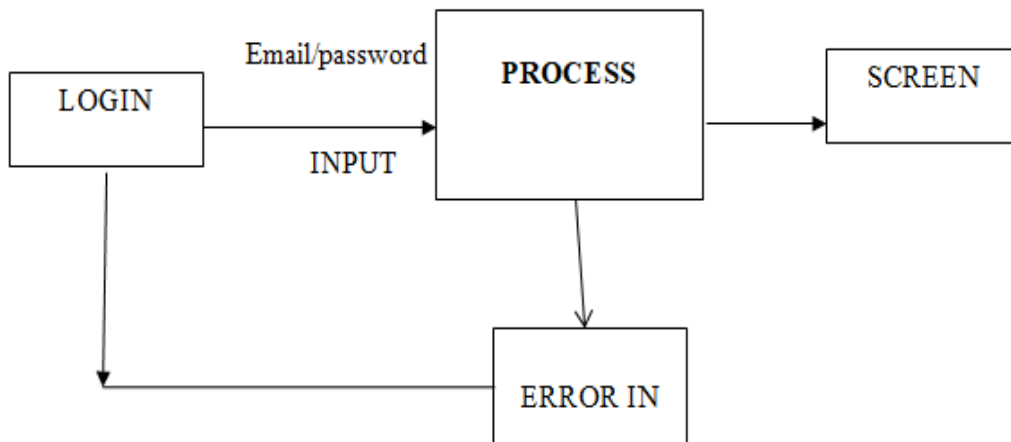 LOGIN
Email/password
INPUT
PROCESS
SCREEN
ERROR IN